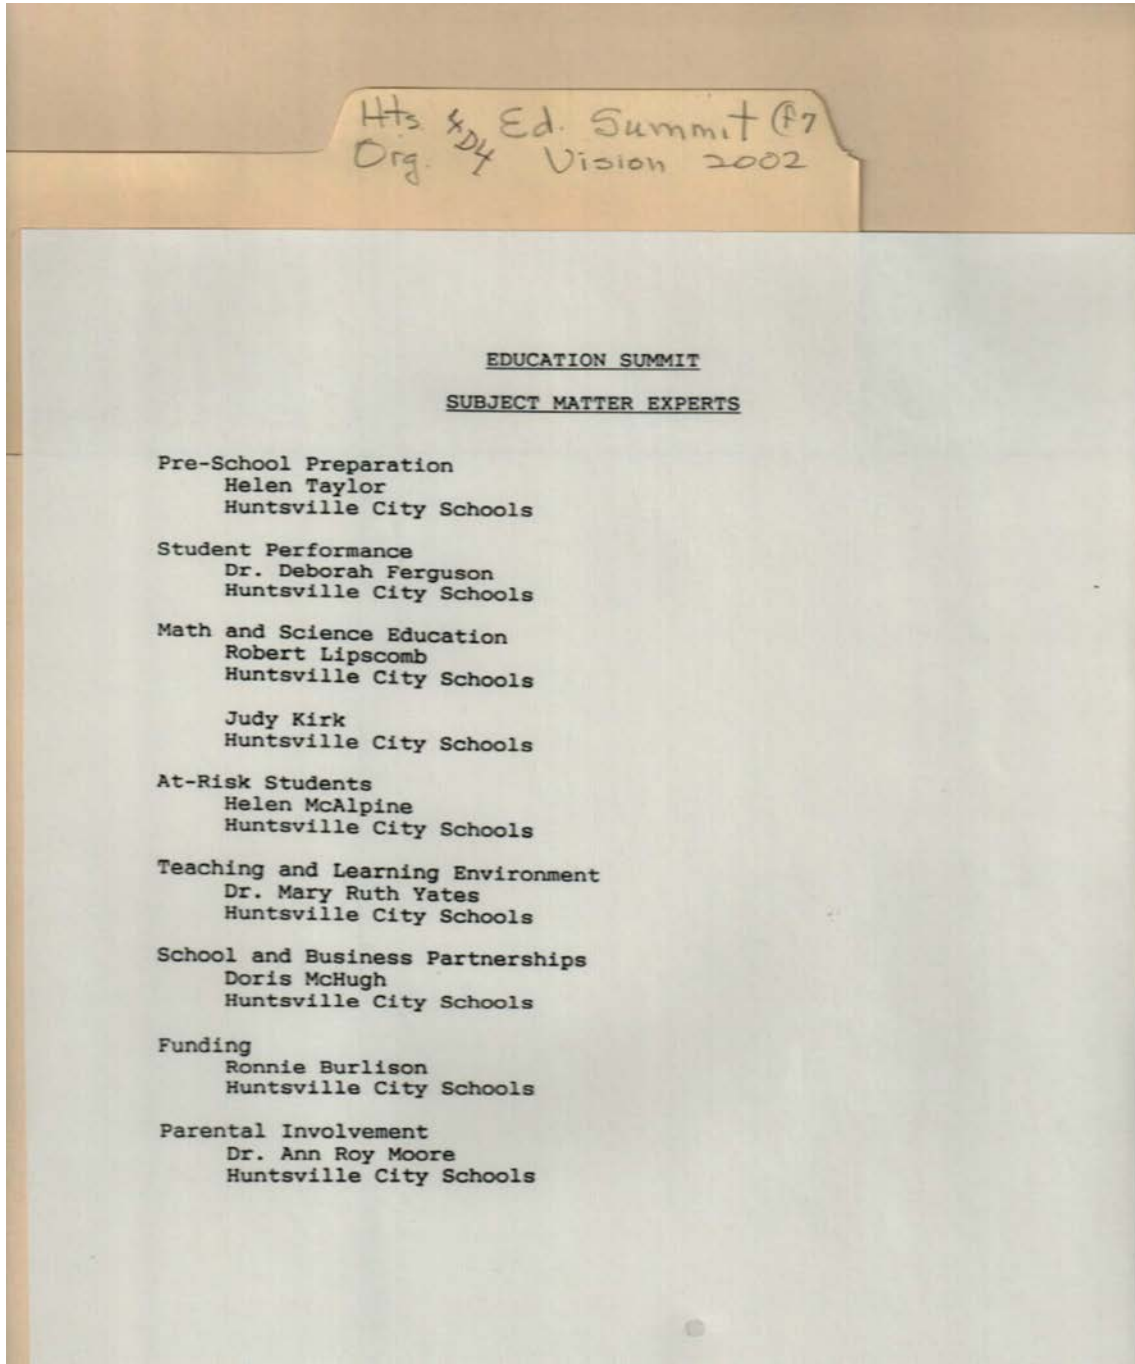 Hts. Ed. Summit
Org. D4 Vision 2002
EDUCATION SUMMIT
SUBJECT MATTER EXPERTS
Pre-School Preparation
Helen Taylor
Huntsville City Schools
Student Performance
Dr. Deborah Ferguson
Huntsville City Schools
Math and Science Education
Robert Lipscomb
Huntsville City Schools
Judy Kirk
Huntsville City Schools
At-Risk Students
Helen McAlpine
Huntsville City Schools
Teaching and Learning Environment
Dr. Mary Ruth Yates
Huntsville City Schools
School and Business Partnerships
Doris McHugh
Huntsville City Schools
Funding
Ronnie Burlison
Huntsville City Schools
Parental Involvement
Dr. Ann Roy Moore
Huntsville City Schools